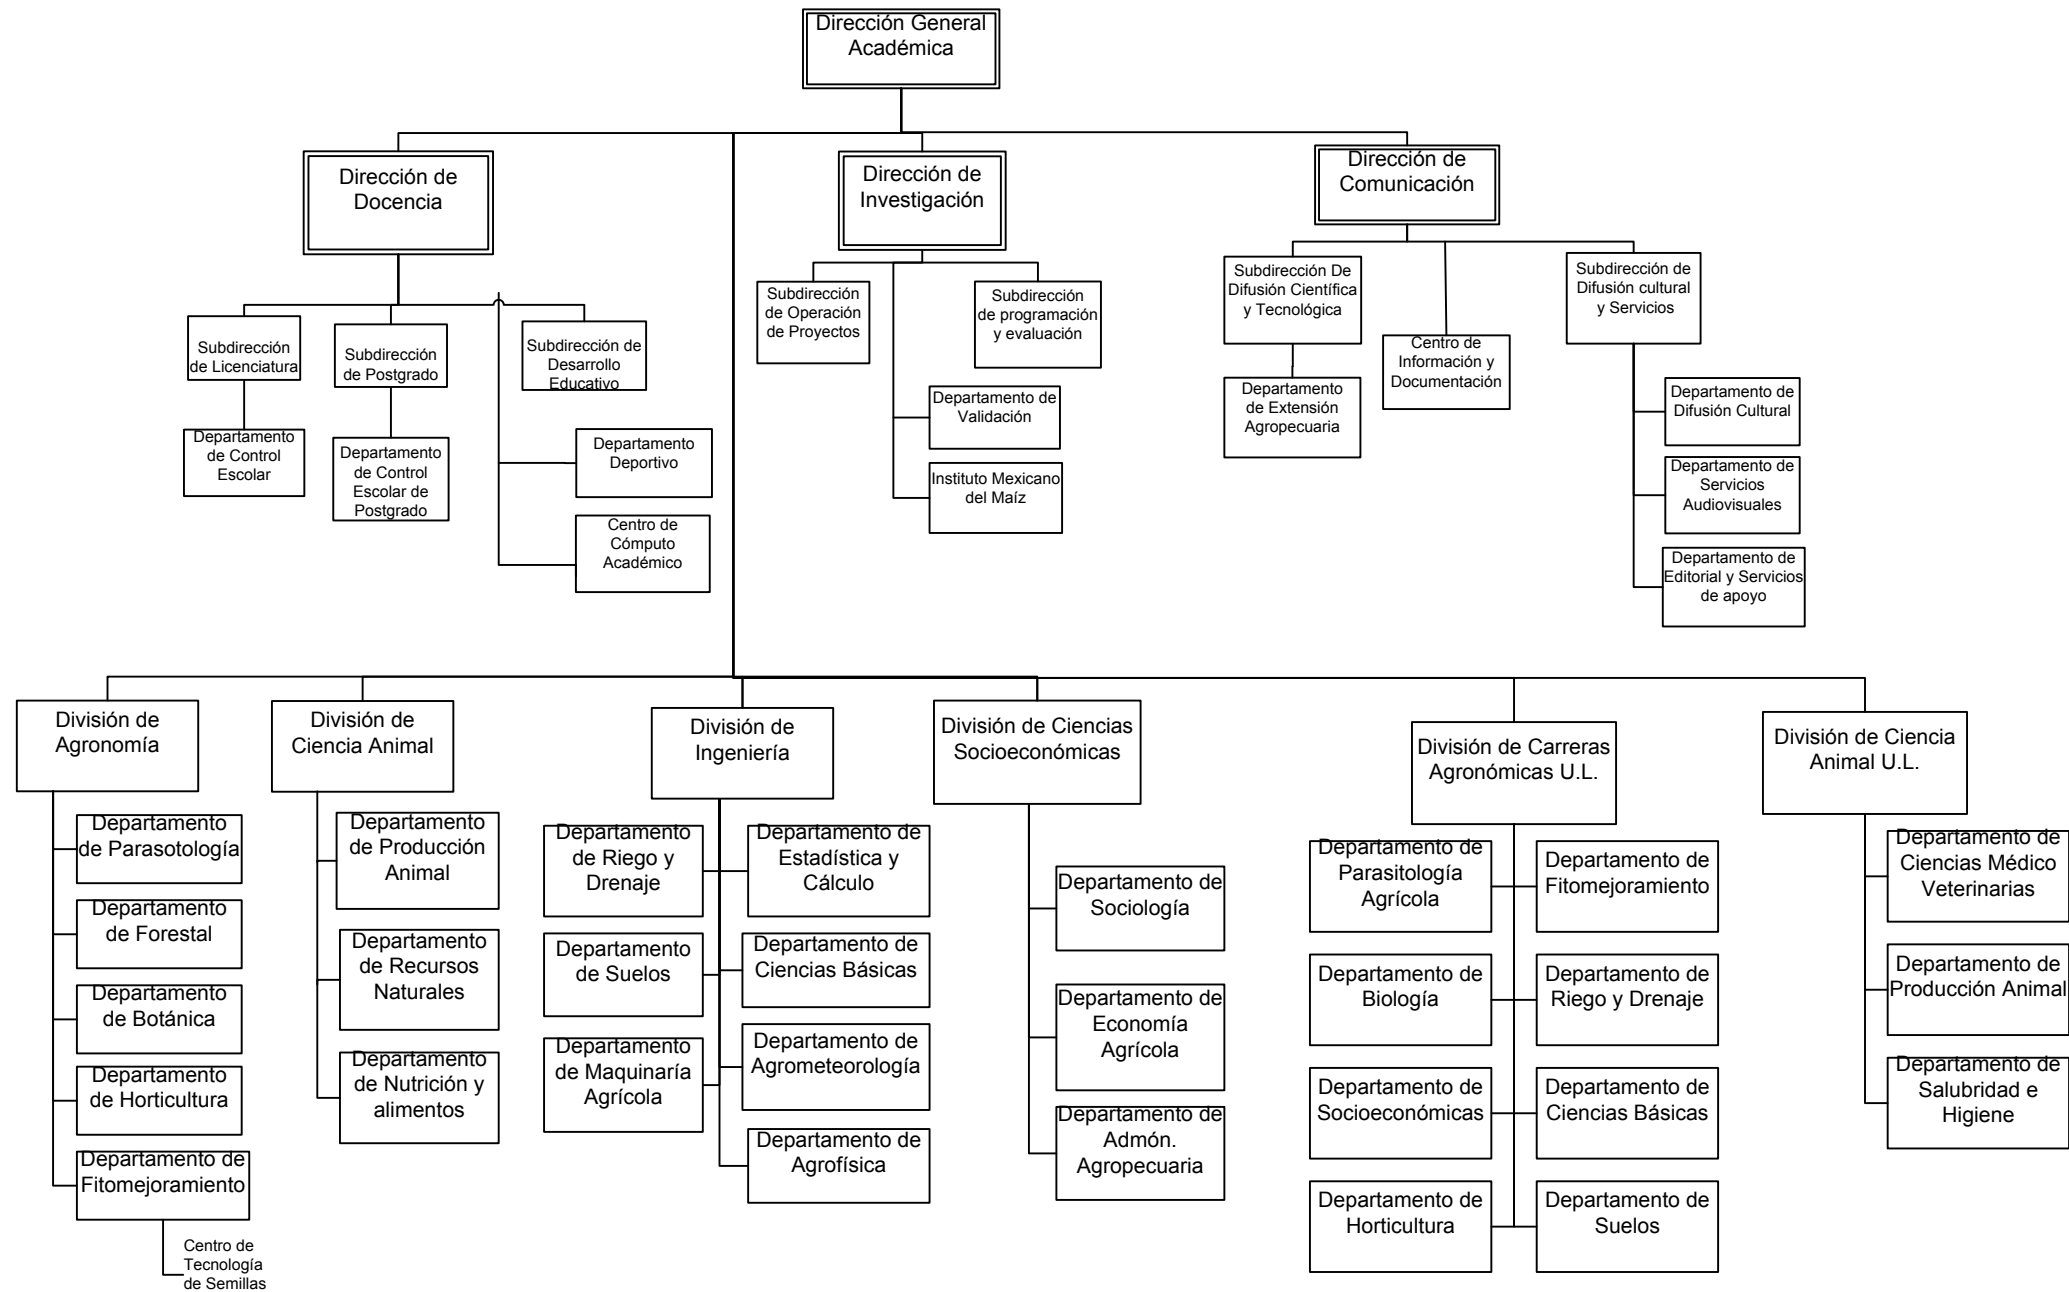 Dirección General
Académica
Dirección de
Docencia
Dirección de
Investigación
Dirección de
Comunicación
Subdirección
de Licenciatura
Subdirección
de Postgrado
Subdirección de
Desarrollo
Educativo
Departamento
de Control
Escolar
Departamento
de Control
Escolar de
Postgrado
Departamento
Deportivo
Centro de
Cómputo
Académico
Subdirección
de Operación
de Proyectos
Subdirección
de programación
y evaluación
Departamento de
Validación
Instituto Mexicano
del Maíz
Subdirección De
Difusión Científica
y Tecnológica
Centro de
Información y
Documentación
Subdirección de
Difusión cultural
y Servicios
Departamento
de Extensión
Agropecuaria
Departamento de
Difusión Cultural
Departamento de
Servicios
Audiovisuales
Departamento de
Editorial y Servicios
de apoyo
División de
Agronomía
Departamento
de Parasotología
Departamento
de Forestal
Departamento
de Botánica
Departamento
de Horticultura
Departamento de
Fitomejoramiento
Centro de
Tecnología
de Semillas
División de
Ciencia Animal
Departamento
de Producción
Animal
Departamento
de Recursos
Naturales
Departamento
de Nutrición y
alimentos
División de
Ingeniería
Departamento
de Riego y
Drenaje
Departamento de
Estadística y
Cálculo
Departamento
de Suelos
Departamento de
Ciencias Básicas
Departamento
de Maquinaría
Agrícola
Departamento de
Agrometeorología
Departamento de
Agrofísica
División de Ciencias
Socioeconómicas
Departamento de
Sociología
Departamento de
Economía
Agrícola
Departamento de
Admón.
Agropecuaria
División de Carreras
Agronómicas U.L.
Departamento de
Parasitología
Agrícola
Departamento de
Fitomejoramiento
Departamento de
Biología
Departamento de
Riego y Drenaje
Departamento de
Socioeconómicas
Departamento de
Ciencias Básicas
Departamento de
Horticultura
Departamento de
Suelos
División de Ciencia
Animal U.L.
Departamento de
Ciencias Médico
Veterinarias
Departamento de
Producción Animal
Departamento de
Salubridad e
Higiene